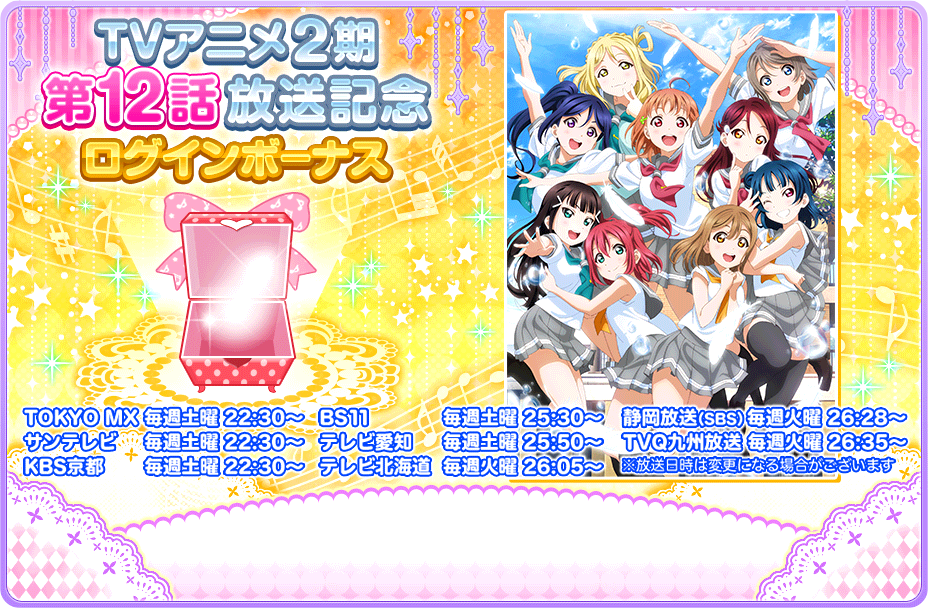 TVアニメ2期
第12話 放送記念
ログインボーナス
TOKYO MX 毎週土曜 22:30～
サンテレビ 毎週土曜 22:30～
KBS京都 毎週土曜 22:30～
BS11 毎週土曜 25:30～
テレビ愛知 毎週土曜 25:50～
テレビ北海道 毎週火曜 26:05～
静岡放送(SBS) 毎週火曜 26:28～
TVQ九州放送 毎週火曜 26:35～
※放送日時は変更になる場合がございます